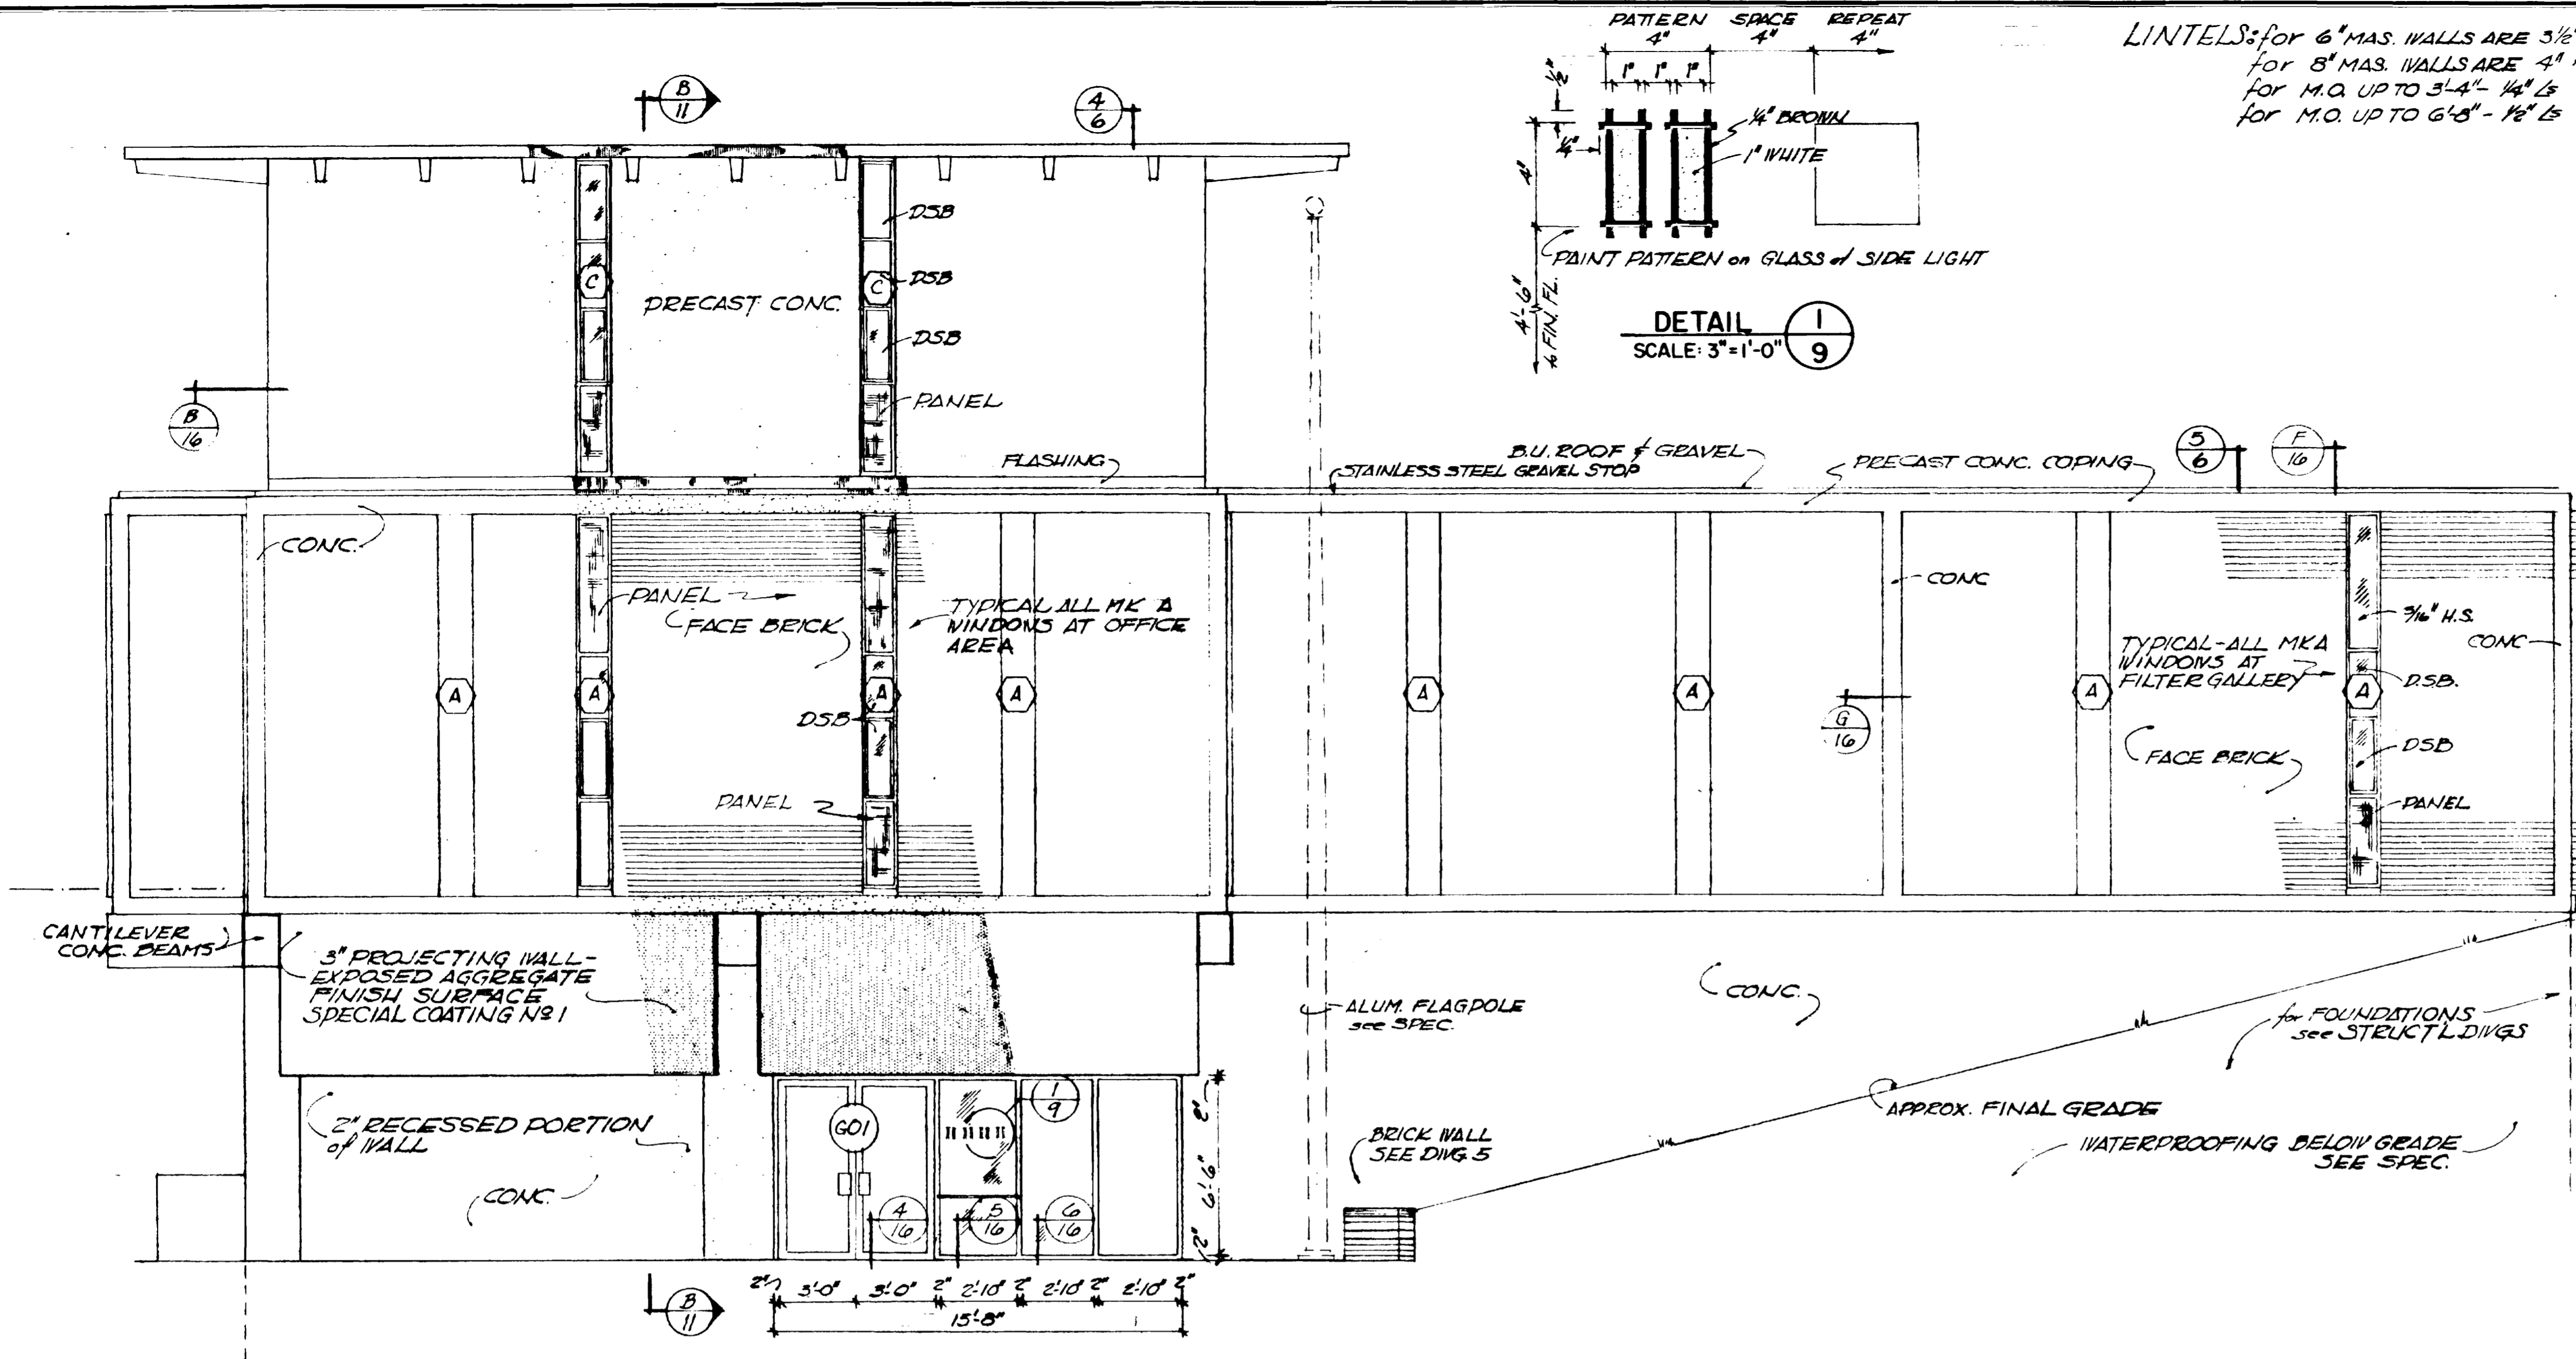 PATTERN SPACE REPEAT
4" 4" 4"
1" 1" 1"
1/2"
1/4" BROWN
1/4"
1" WHITE
4"
PAINT PATTERN on GLASS of SIDE LIGHT
4'-6"
to FIN. FL.
DETAIL 1/9
SCALE: 3"=1'-0"
LINTELS: for 6" MAS. WALLS ARE 3 1/2"
for 8" MAS. WALLS ARE 4"
for M.O. UP TO 3'-4" - 1/4" Ls
for M.O. UP TO 6'-8" - 1/2" Ls
B/11
4/6
DSB
C
C
DSB
PRECAST CONC.
DSB
PANEL
B/16
FLASHING
B.U. ROOF & GRAVEL
STAINLESS STEEL GRAVEL STOP
PRECAST CONC. COPING
5/6
F/16
CONC.
PANEL
FACE BRICK
TYPICAL ALL MK A
WINDOWS AT OFFICE
AREA
CONC
3/16" H.S.
CONC
TYPICAL-ALL MK A
WINDOWS AT
FILTER GALLERY
D.S.B.
A
A
A
A
A
A
A
A
DSB
G/16
DSB
FACE BRICK
PANEL
PANEL
CANTILEVER
CONC. BEAMS
3" PROJECTING WALL-
EXPOSED AGGREGATE
FINISH SURFACE
SPECIAL COATING Nº 1
ALUM. FLAGPOLE
see SPEC.
CONC.
for FOUNDATIONS
see STRUCT'L DWGS
2" RECESSED PORTION
of WALL
CONC.
G01
1/9
2"
6'-6"
2"
APPROX. FINAL GRADE
BRICK WALL
SEE DWG 5
WATERPROOFING BELOW GRADE
SEE SPEC.
4/16
5/16
6/16
2" 3'-0" 3'-0" 2" 2'-10" 2" 2'-10" 2" 2'-10" 2"
15'-8"
B/11